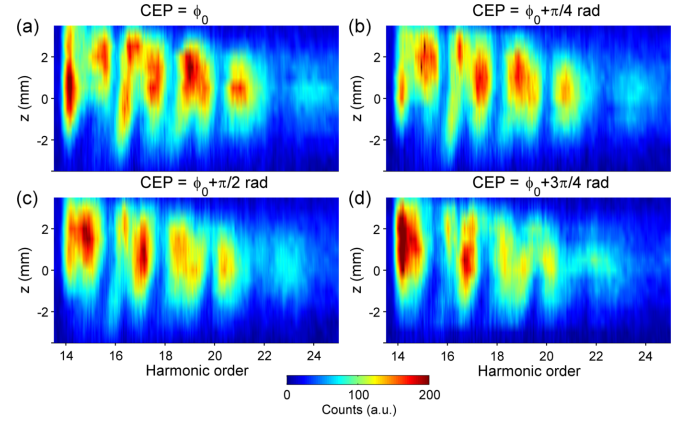 (a) CEP = ϕ0
(b) CEP = ϕ0+π/4 rad
z (mm)
2
0
-2
z (mm)
2
0
-2
(c) CEP = ϕ0+π/2 rad
(d) CEP = ϕ0+3π/4 rad
z (mm)
2
0
-2
z (mm)
2
0
-2
14 16 18 20 22 24
14 16 18 20 22 24
Harmonic order
Harmonic order
0 100 200
Counts (a.u.)